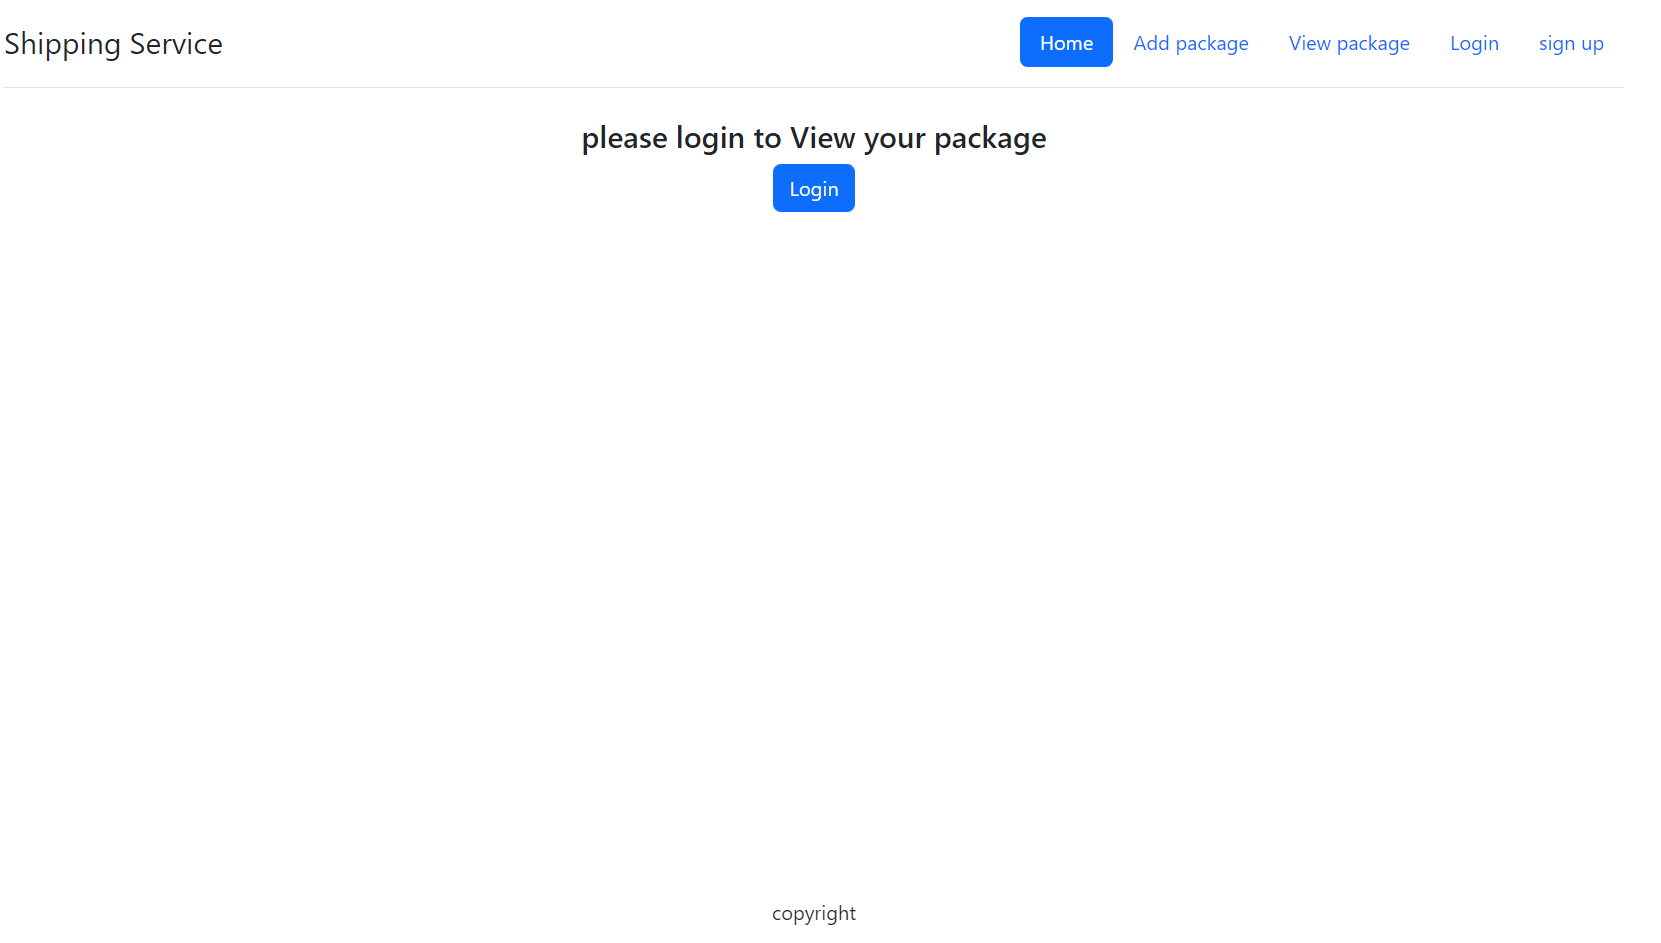 Shipping Service
Home Add package View package Login sign up
please login to View your package
Login
copyright